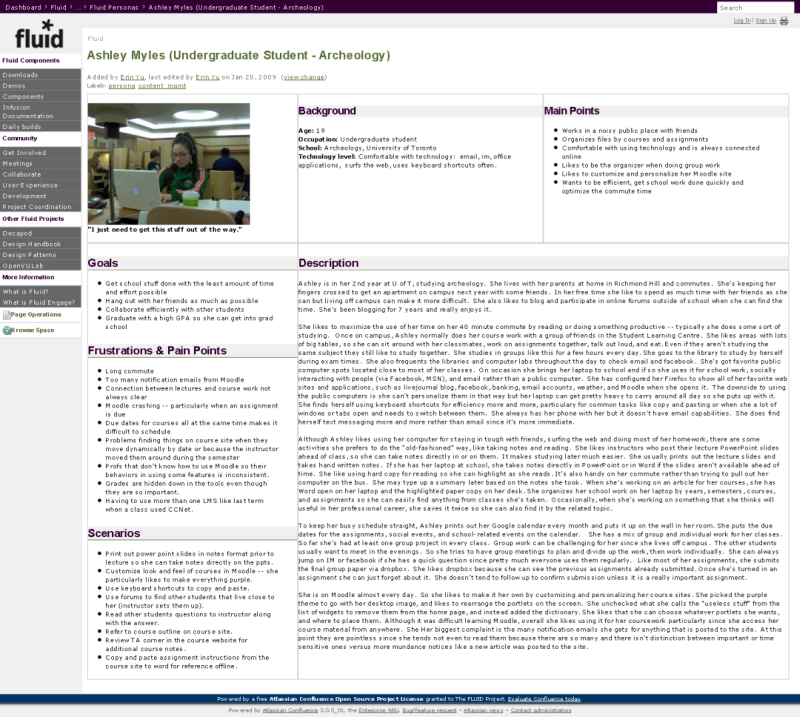 Dashboard > Fluid > ... > Fluid Personas > Ashley Myles (Undergraduate Student - Archeology)
Search
Log In | Sign Up
fluid
Fluid
Ashley Myles (Undergraduate Student - Archeology)
Added by Erin Yu, last edited by Erin Yu on Jan 20, 2009 (view change)
Labels: persona content_mgmt
Fluid Components
Downloads
Demos
Components
Infusion
Documentation
Daily builds
Community
Get Involved
Meetings
Collaborate
User Experience
Development
Project Coordination
Other Fluid Projects
Decapod
Design Handbook
Design Patterns
OpenVULab
More Information
What is Fluid?
What is Fluid Engage?
Page Operations
Browse Space
"I just need to get this stuff out of the way."
Background
Age: 19
Occupation: Undergraduate student
School: Archeology, University of Toronto
Technology level: Comfortable with technology: email, im, office
applications, surfs the web, uses keyboard shortcuts often.
Main Points
Works in a noisy public place with friends
Organizes files by courses and assignments
Comfortable with using technology and is always connected
online
Likes to be the organizer when doing group work
Likes to customize and personalize her Moodle site
Wants to be efficient, get school work done quickly and
optimize the commute time
Goals
Get school stuff done with the least amount of time
and effort possible
Hang out with her friends as much as possible
Collaborate efficiently with other students
Graduate with a high GPA so she can get into grad
school
Frustrations & Pain Points
Long commute
Too many notification emails from Moodle
Connection between lectures and course work not
always clear
Moodle crashing -- particularly when an assignment
is due
Due dates for courses all at the same time makes it
difficult to schedule
Problems finding things on course site when they
move dynamically by date or because the instructor
moved them around during the semester
Profs that don't know how to use Moodle so their
behaviors in using some features, is inconsistent.
Grades are hidden in the tools even though
they are so important.
Having to use more than one LMS like last term
when a class used CCNet.
Scenarios
Print out power point slides in notes format prior to
lecture so she can take notes directly on the ppts.
Customize look and feel of courses in Moodle -- she
particularly likes to make everything purple.
Use keyboard shortcuts to copy and paste.
Use forums to find other students that live close to
her (instructor sets them up).
Read other students questions to instructor along
with the answer.
Refer to course outline on course site.
Review TA corner in the course website for
additional course notes.
Copy and paste assignment instructions from the
course site to word for reference offline.
Description
Ashley is in her 2nd year at U of T, studying archeology. She lives with her parents at home in Richmond Hill and commutes. She's keeping her
fingers crossed to get an apartment on campus next year with some friends. In her free time she like to spend as much time with her friends as she
can but living off campus can make it more difficult. She also likes to blog and participate in online forums outside of school when she can find the
time. She's been blogging for 7 years and really enjoys it.
She likes to maximize the use of her time on her 40 minute commute by reading or doing something productive -- typically she does some sort of
studying. Once on campus, Ashley normally does her course work with a group of friends in the Student Learning Centre. She likes areas with lots
of big tables, so she can sit around with her classmates, work on assignments together, talk out loud, and eat. Even if they aren't studying the
same subject they still like to study together. She studies in groups like this for a few hours every day. She goes to the library to study by herself
during exam times. She also frequents the libraries and computer labs throughout the day to check email and facebook. She's got favorite public
computer spots located close to most of her classes. On occasion she brings her laptop to school and if so she uses it for school work, socially
interacting with people (via Facebook, MSN), and email rather than a public computer. She has configured her Firefox to show all of her favorite web
sites and applications, such as livejournal blog, facebook, banking, email accounts, weather, and Moodle when she opens it. The downside to using
the public computers is she can't personalize them in that way but her laptop can get pretty heavy to carry around all day so she puts up with it.
She finds herself using keyboard shortcuts for efficiency more and more, particulary for common tasks like copy and pasting or when she a lot of
windows or tabs open and needs to switch between them. She always has her phone with her but it doesn't have email capabilities. She does find
herself text messaging more and more rather than email since it's more immediate.
Although Ashley likes using her computer for staying in tough with friends, surfing the web and doing most of her homework, there are some
activities she prefers to do the "old-fashioned" way, like taking notes and reading. She likes instructors who post their lecture PowerPoint slides
ahead of class, so she can take notes directly in or on them. It makes studying later much easier. She usually prints out the lecture slides and
takes hand written notes. If she has her laptop at school, she takes notes directly in PowerPoint or in Word if the slides aren't available ahead of
time. She like using hard copy for reading so she can highlight as she reads. It's also handy on her commute rather than trying to pull out her
computer on the bus. She may type up a summary later based on the notes she took. When she's working on an article for her courses, she has
Word open on her laptop and the highlighted paper copy on her desk. She organizes her school work on her laptop by years, semesters, courses,
and assignments so she can easily find anything from classes she's taken. Occasionally, when she's working on something that she thinks will
useful in her professional career, she saves it twice so she can also find it by the related topic.
To keep her busy schedule straight, Ashley prints out her Google calendar every month and puts it up on the wall in her room. She puts the due
dates for the assignments, social events, and school-related events on the calendar. She has a mix of group and individual work for her classes.
So far she's had at least one group project in every class. Group work can be challenging for her since she lives off campus. The other students
usually want to meet in the evenings. So she tries to have group meetings to plan and divide up the work, then work individually. She can always
jump on IM or facebook if she has a quick question since pretty much everyone uses them regularly. Like most of her assignments, she submits
the final group paper via dropbox. She likes dropbox because she can see the previous assignments already submitted. Once she's turned in an
assignment she can just forget about it. She doesn't tend to follow up to confirm submission unless it is a really important assignment.
She is on Moodle almost every day. So she likes to make it her own by customizing and personalizing her course sites. She picked the purple
theme to go with her desktop image, and likes to rearrange the portlets on the screen. She unchecked what she calls the "useless stuff" from the
list of widgets to remove them from the home page, and instead added the dictionary. She likes that she can choose whatever portlets she wants,
and where to place them. Although it was difficult learning Moodle, overall she likes using it for her coursework particularly since she access her
course material from anywhere. She Her biggest complaint is the many notification emails she gets for anything that is posted to the site. At this
point they are pointless since she tends not even to read them because there are so many and there isn't distinction between important or time
sensitive ones versus more mundance notices like a new article was posted to the site.
Powered by a free Atlassian Confluence Open Source Project License granted to The FLUID Project. Evaluate Confluence today.
Powered by Atlassian Confluence 3.0.0_01, the Enterprise Wiki. Bug/feature request - Atlassian news - Contact administrators